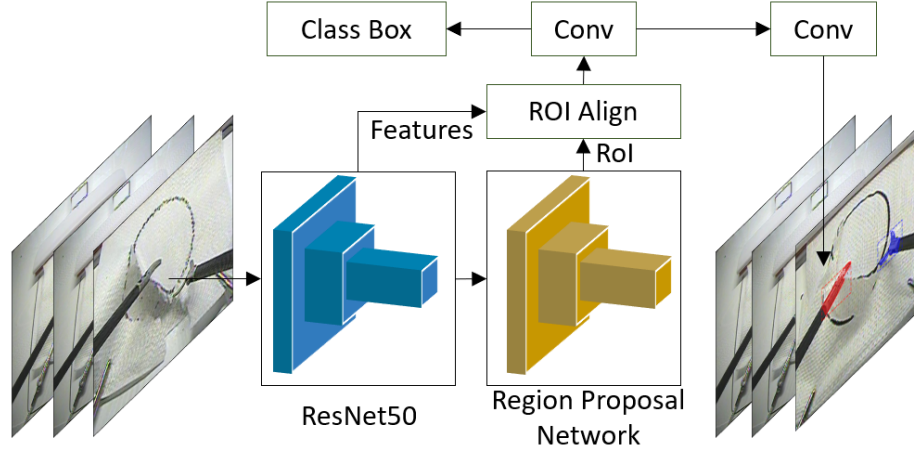 Class Box
Conv
Conv
ROI Align
Features
RoI
ResNet50
Region Proposal
Network